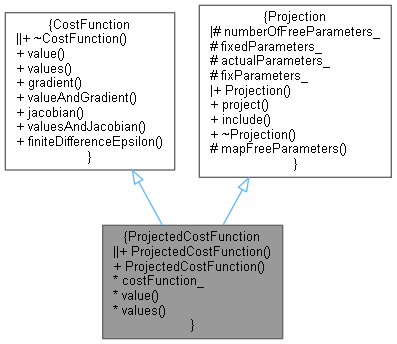 {CostFunction
||+ ~CostFunction()
+ value()
+ values()
+ gradient()
+ valueAndGradient()
+ jacobian()
+ valuesAndJacobian()
+ finiteDifferenceEpsilon()
}
{Projection
|# numberOfFreeParameters_
# fixedParameters_
# actualParameters_
# fixParameters_
|+ Projection()
+ project()
+ include()
+ ~Projection()
# mapFreeParameters()
}
{ProjectedCostFunction
||+ ProjectedCostFunction()
+ ProjectedCostFunction()
* costFunction_
* value()
* values()
}